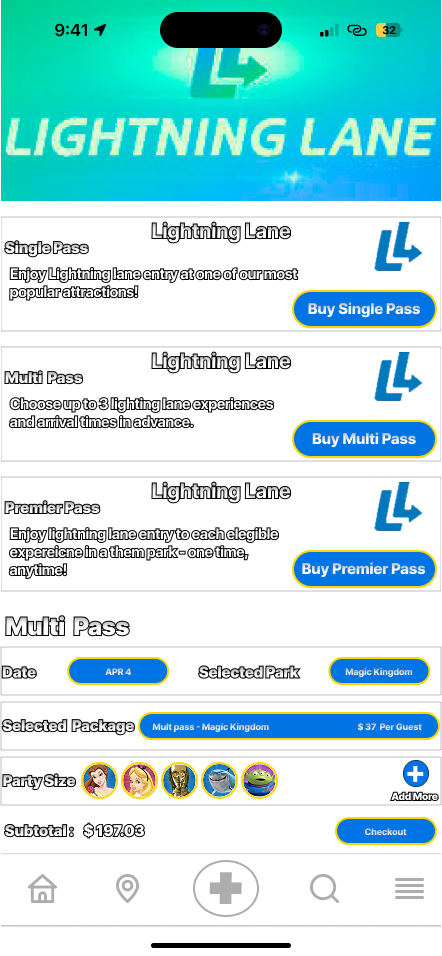 9:41
32
LIGHTNING LANE
Lightning Lane
Single Pass
Enjoy Lightning lane entry at one of our most
popular attractions!
Buy Single Pass
Lightning Lane
Multi Pass
Choose up to 3 lighting lane experiences
and arrival times in advance.
Buy Multi Pass
Lightning Lane
Premier Pass
Enjoy lightning lane entry to each elegible
expereicne in a them park - one time,
anytime!
Buy Premier Pass
Multi Pass
Date APR 4 Selected Park Magic Kingdom
Selected Package Mult pass - Magic Kingdom $ 37 Per Guest
Party Size
Add More
Subtotal : $ 197.03 Checkout